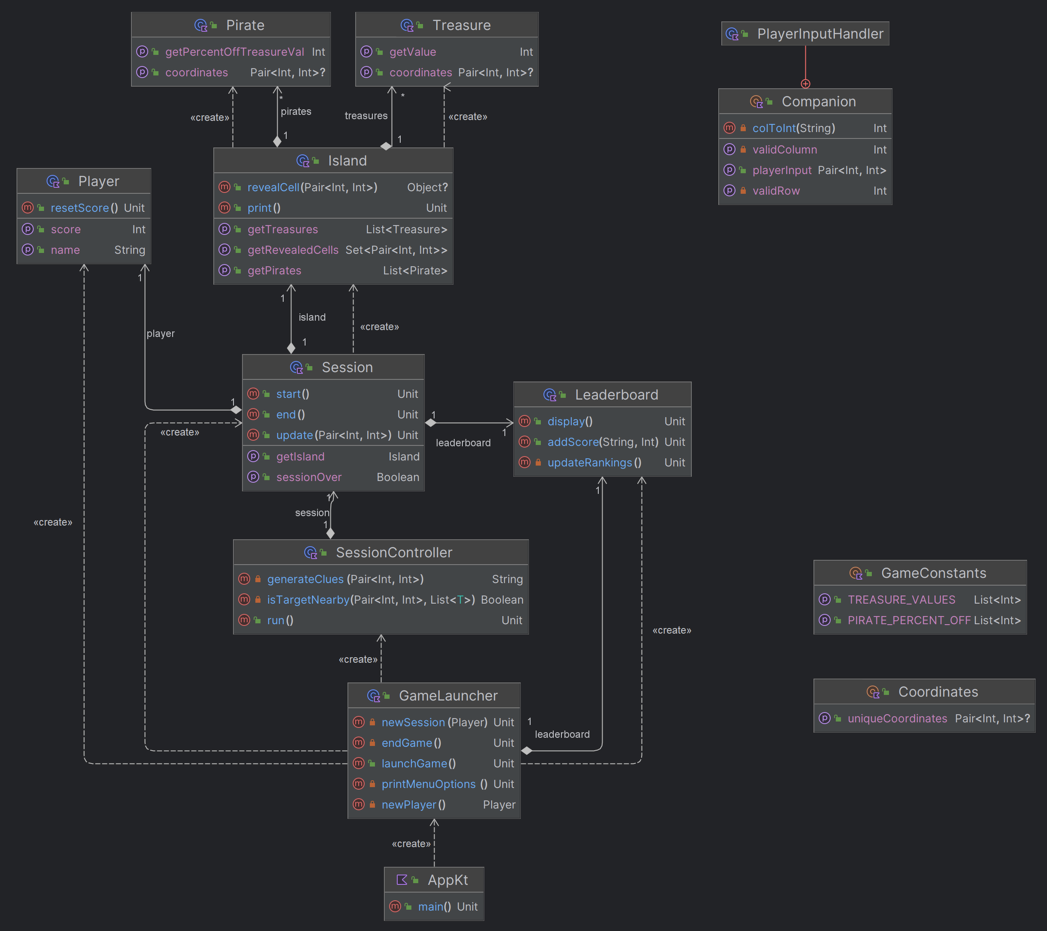 Pirate
p getPercentOffTreasureVal Int
p coordinates Pair<Int, Int>?
Treasure
p getValue Int
p coordinates Pair<Int, Int>?
PlayerInputHandler
Companion
m colToInt(String) Int
p validColumn Int
p playerInput Pair<Int, Int>
p validRow Int
«create»
* pirates 1
treasures * 1
«create»
Island
m revealCell(Pair<Int, Int>) Object?
m print() Unit
p getTreasures List<Treasure>
p getRevealedCells Set<Pair<Int, Int>>
p getPirates List<Pirate>
Player
m resetScore() Unit
p score Int
p name String
1 player 1
1 island 1
«create»
Session
m start() Unit
m end() Unit
m update(Pair<Int, Int>) Unit
p getIsland Island
p sessionOver Boolean
«create»
1 leaderboard 1
Leaderboard
m display() Unit
m addScore(String, Int) Unit
m updateRankings() Unit
«create»
1 session 1
SessionController
m generateClues(Pair<Int, Int>) String
m isTargetNearby(Pair<Int, Int>, List<T>) Boolean
m run() Unit
1
GameConstants
p TREASURE_VALUES List<Int>
p PIRATE_PERCENT_OFF List<Int>
«create»
«create»
Coordinates
p uniqueCoordinates Pair<Int, Int>?
GameLauncher
m newSession(Player) Unit
m endGame() Unit
m launchGame() Unit
m printMenuOptions () Unit
m newPlayer() Player
1
leaderboard
«create»
AppKt
m main() Unit